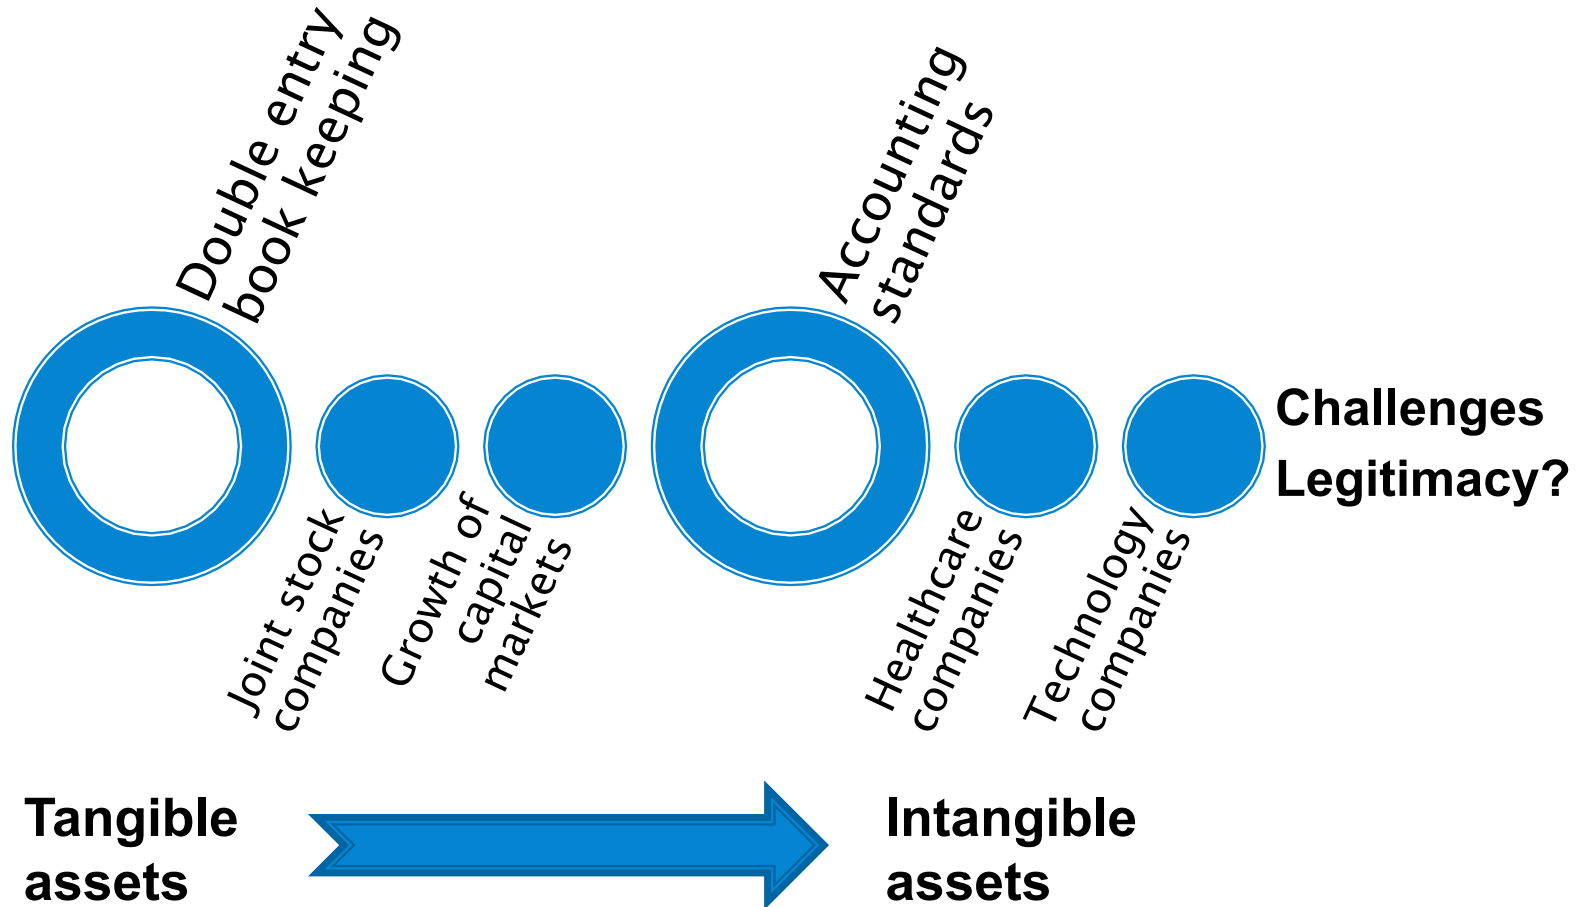 Double entry
book keeping
Joint stock
companies
Growth of
capital
markets
Accounting
standards
Healthcare
companies
Technology
companies
Challenges
Legitimacy?
Tangible
assets
Intangible
assets